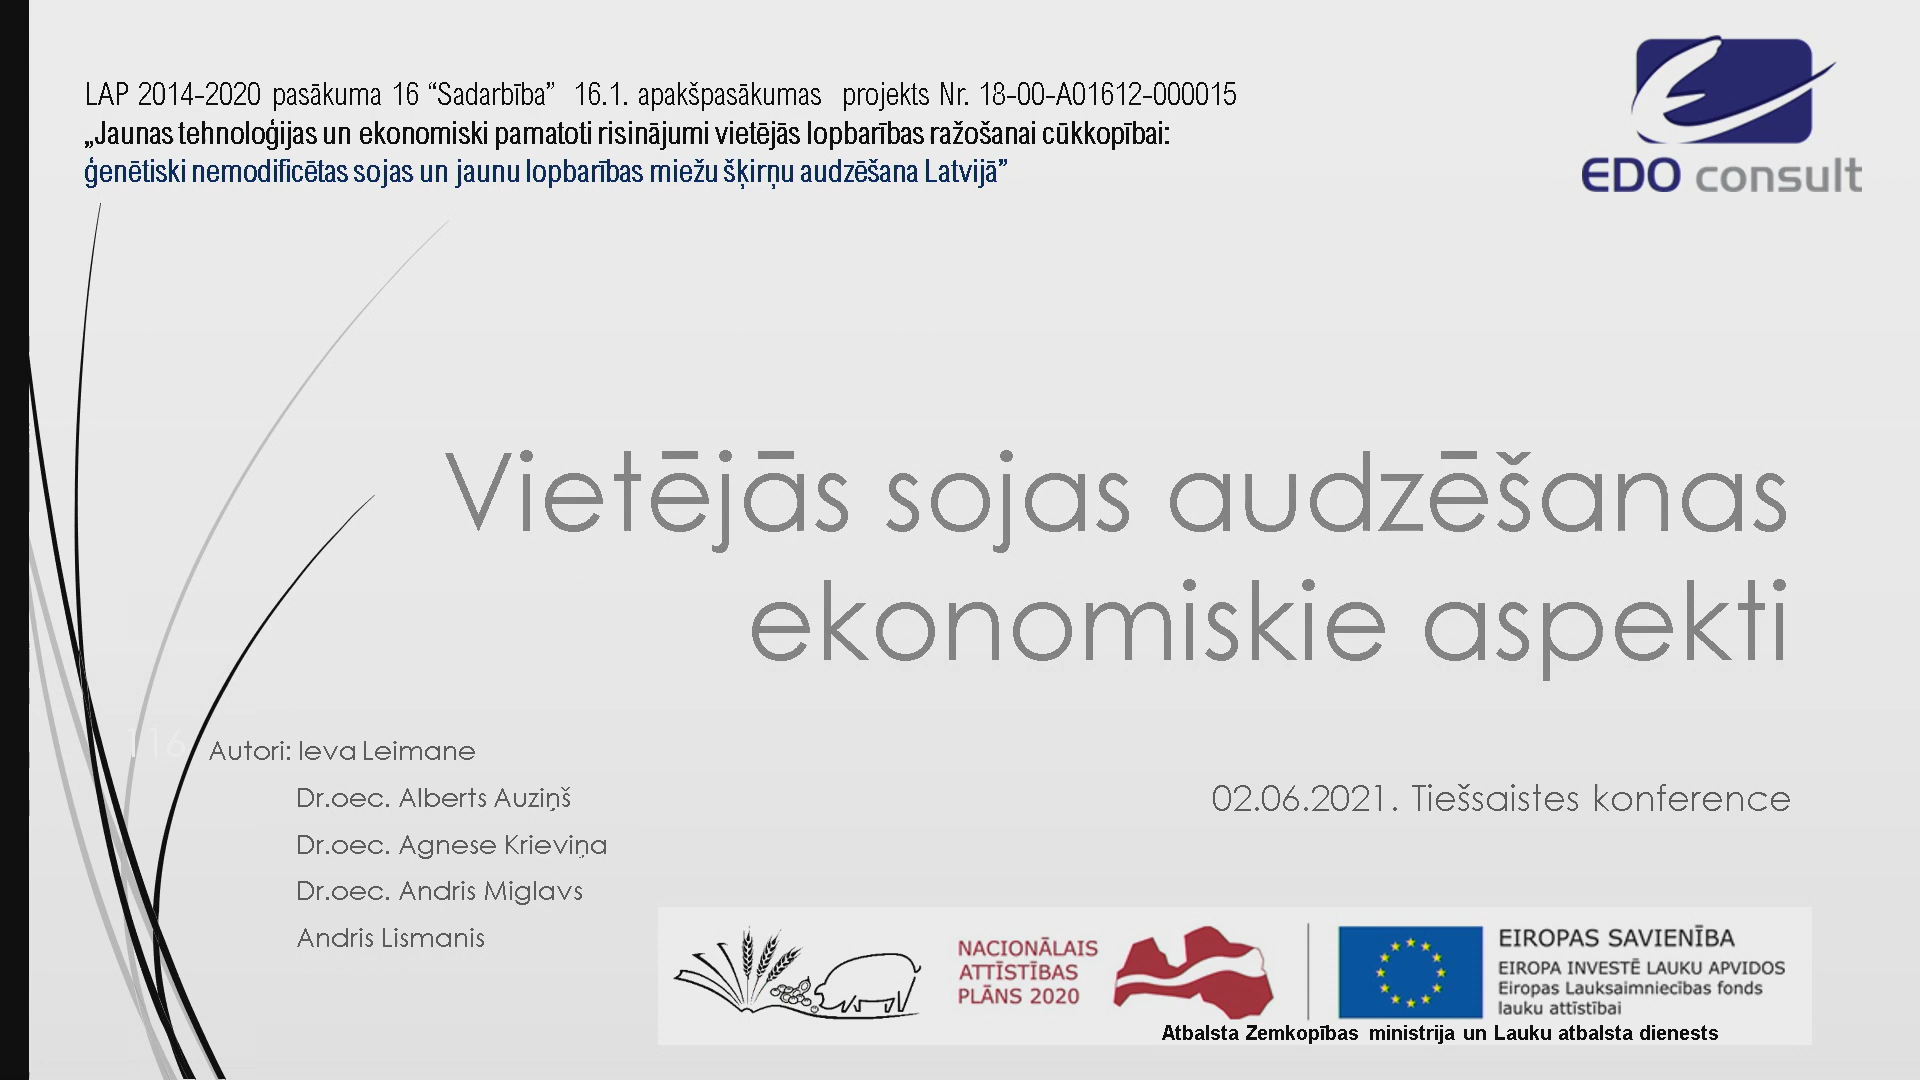 LAP 2014-2020 pasākuma 16 “Sadarbība” 16.1. apakšpasākumas projekts Nr. 18-00-A01612-000015
„Jaunas tehnoloģijas un ekonomiski pamatoti risinājumi vietējās lopbarības ražošanai cūkkopībai:
ģenētiski nemodificētas sojas un jaunu lopbarības miežu šķirņu audzēšana Latvijā”
EDO consult
Vietējās sojas audzēšanas
ekonomiskie aspekti
116
Autori: Ieva Leimane
Dr.oec. Alberts Auziņš
Dr.oec. Agnese Krieviņa
Dr.oec. Andris Miglavs
Andris Lismanis
02.06.2021. Tiešsaistes konference
NACIONĀLAIS
ATTĪSTĪBAS
PLĀNS 2020
EIROPAS SAVIENĪBA
EIROPA INVESTĒ LAUKU APVIDOS
Eiropas Lauksaimniecības fonds
lauku attīstībai
Atbalsta Zemkopības ministrija un Lauku atbalsta dienests